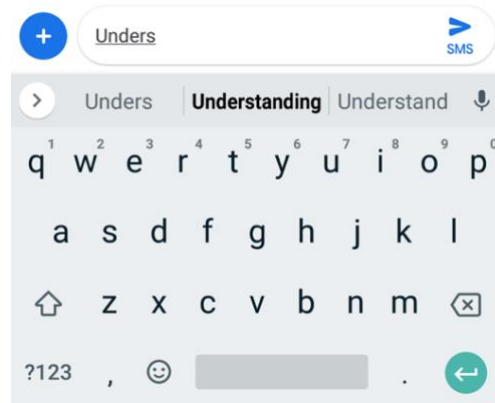 Unders
SMS
Unders Understanding Understand
1 2 3 4 5 6 7 8 9 0
q w e r t y u i o p
a s d f g h j k l
z x c v b n m
?123 , .